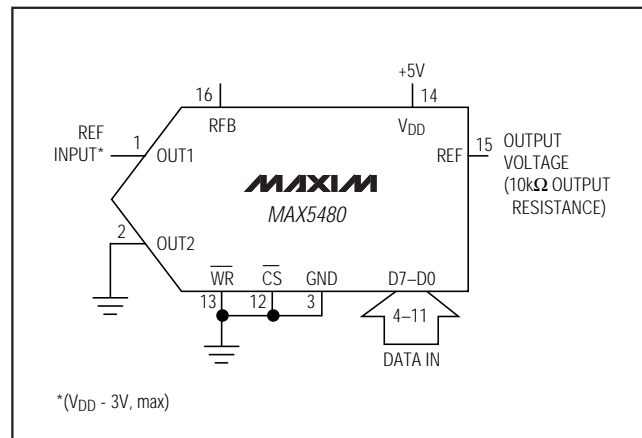 +5V
16
14
RFB
VDD
REF
INPUT*
1
OUT1
REF
15
OUTPUT
VOLTAGE
(10kΩ OUTPUT
RESISTANCE)
MAXIM
MAX5480
2
OUT2
WR
CS
GND
D7–D0
13
12
3
4–11
DATA IN
*(VDD - 3V, max)